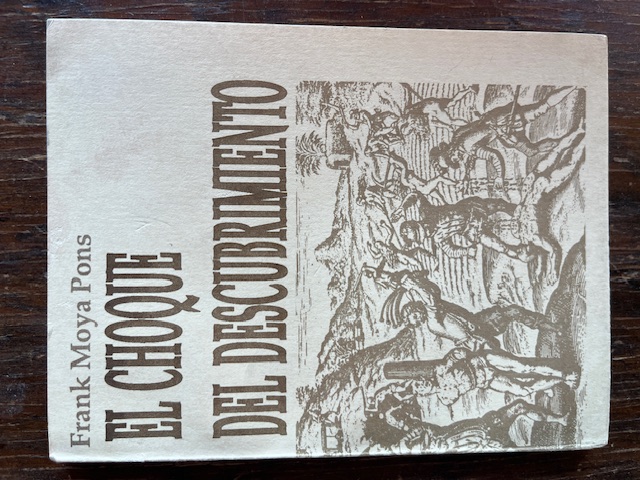 Frank Moya Pons
EL CHOQUE
DEL DESCUBRIMIENTO